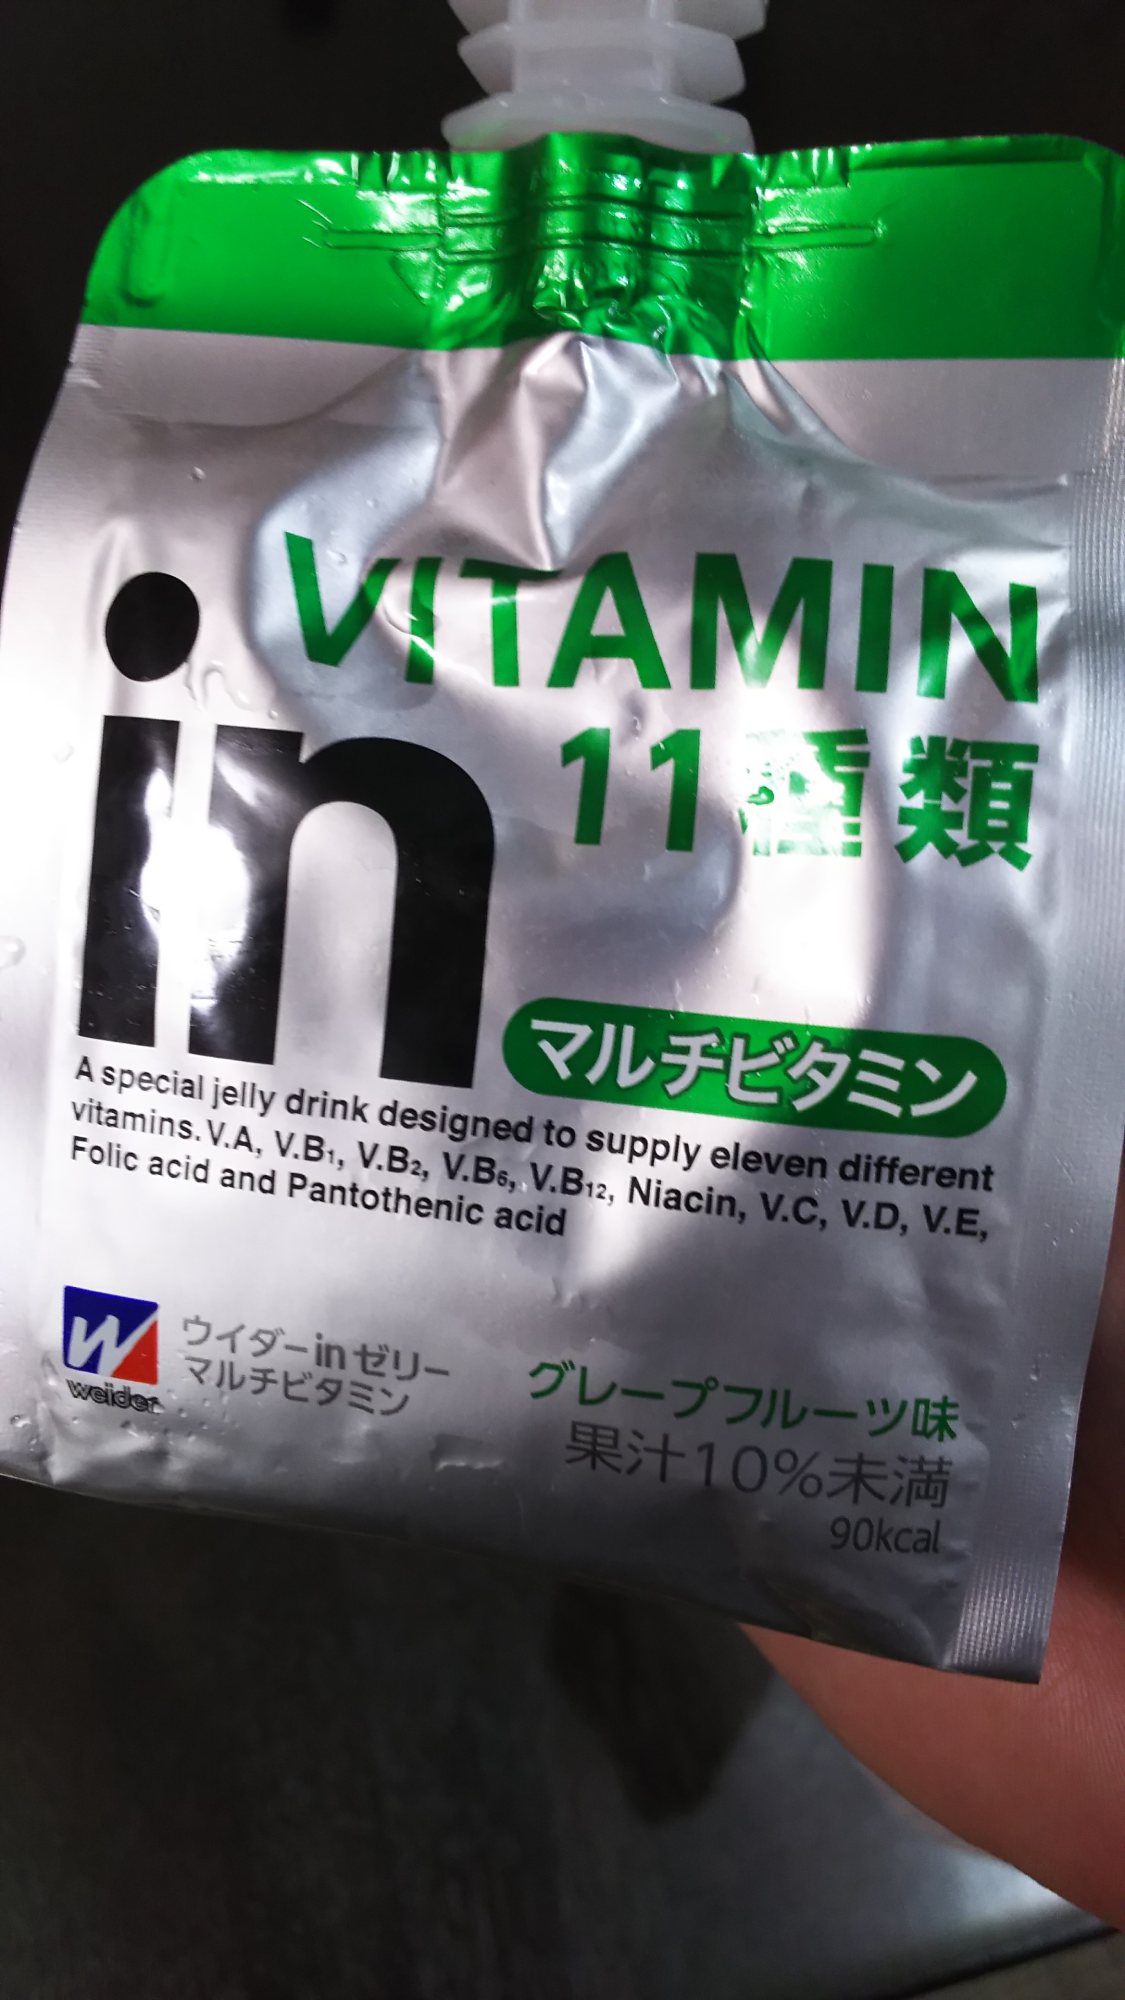 VITAMIN
11種類
in
マルチビタミン
A special jelly drink designed to supply eleven different
vitamins. V.A, V.B₁, V.B₂, V.B₆, V.B₁₂, Niacin, V.C, V.D, V.E,
Folic acid and Pantothenic acid
W
weider
ウイダーinゼリー
マルチビタミン
グレープフルーツ味
果汁10%未満
90kcal